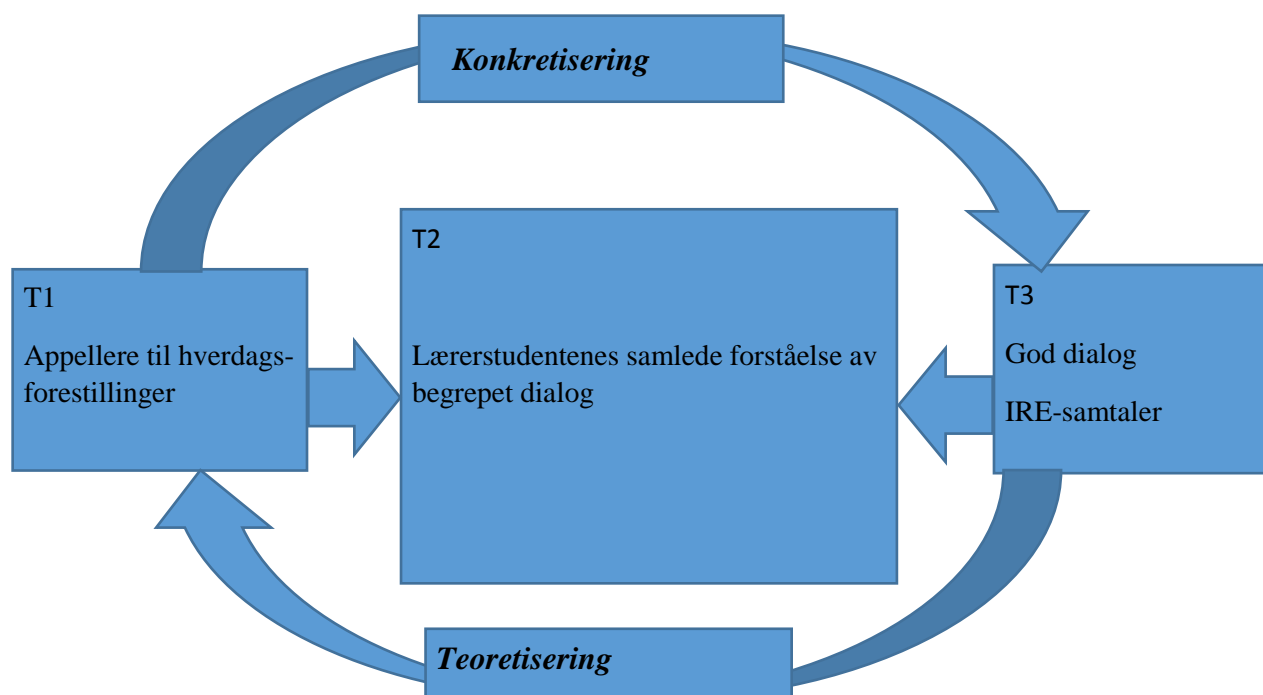 Konkretisering
T1
Appellere til hverdags-
forestillinger
T2
Lærerstudentenes samlede forståelse av
begrepet dialog
T3
God dialog
IRE-samtaler
Teoretisering